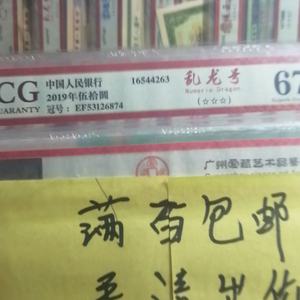 CG
UARANTY
中国人民银行 16544263
2019年伍拾圆
冠号： EF53126874
乱龙号
Numeric Dragon
(☆☆☆)
67
广州
满百包邮